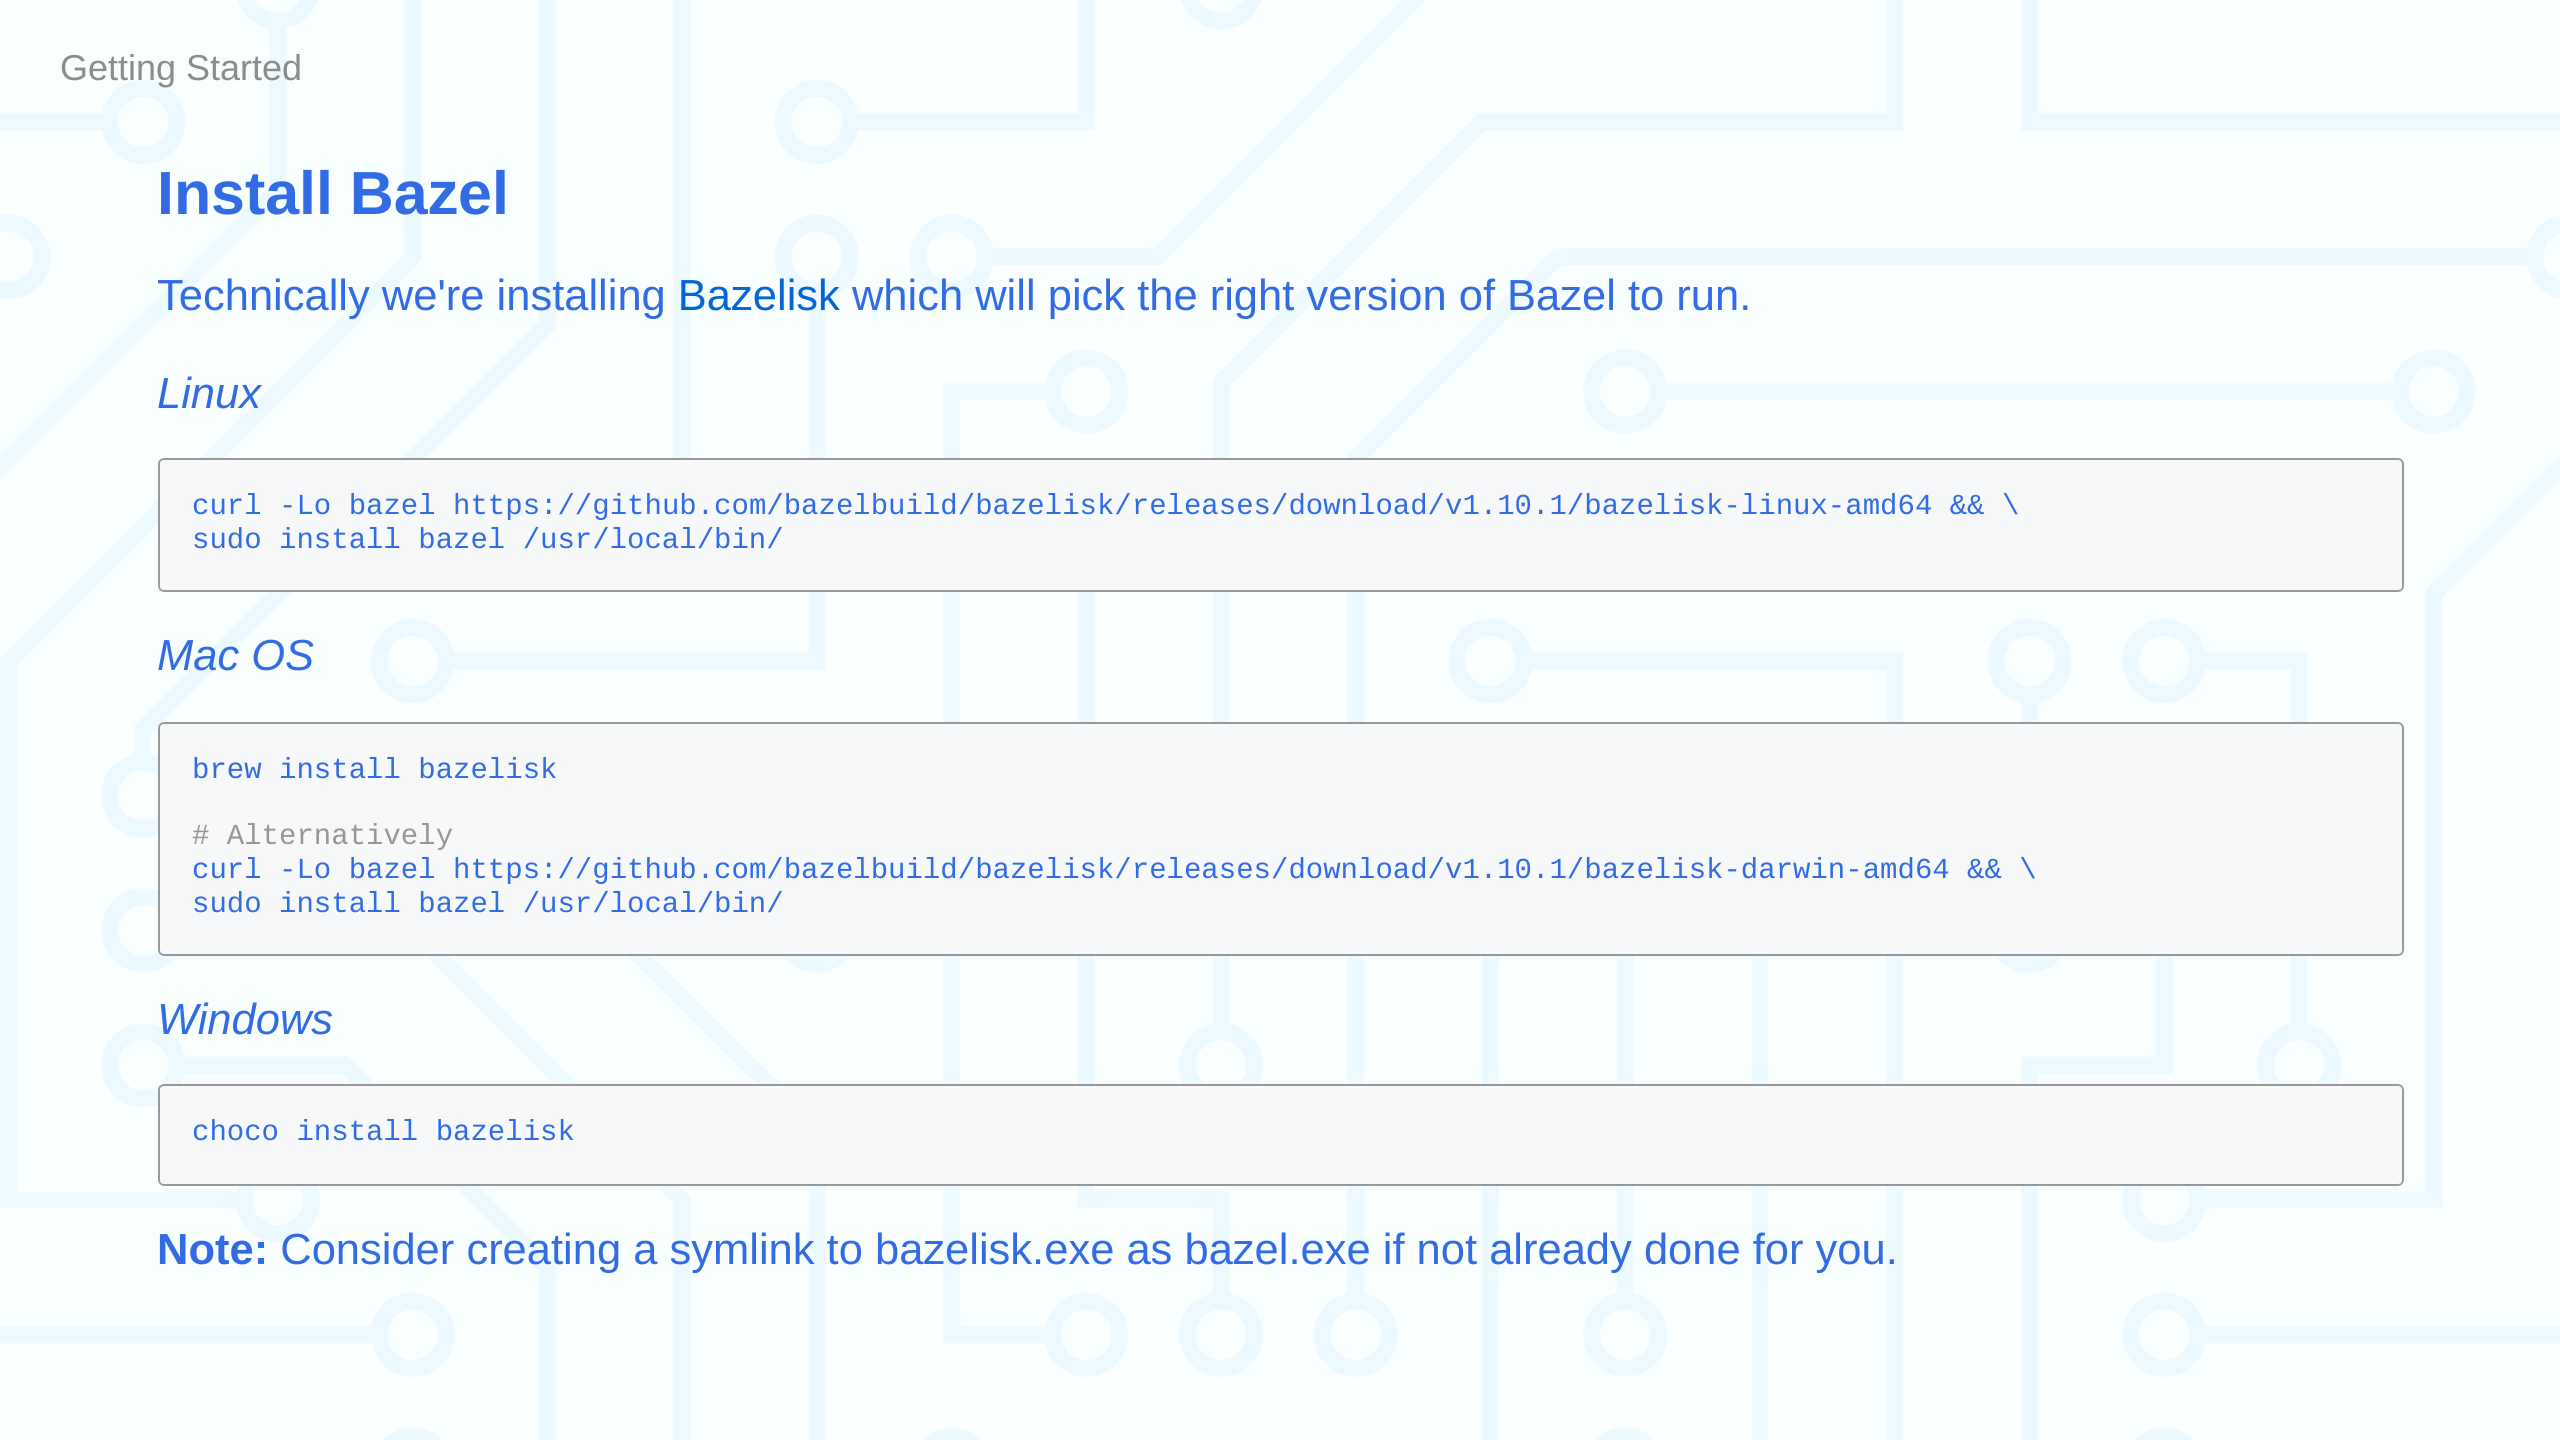 Getting Started
Install Bazel
Technically we're installing Bazelisk which will pick the right version of Bazel to run.
Linux
curl -Lo bazel https://github.com/bazelbuild/bazelisk/releases/download/v1.10.1/bazelisk-linux-amd64 && \
sudo install bazel /usr/local/bin/
Mac OS
brew install bazelisk
# Alternatively
curl -Lo bazel https://github.com/bazelbuild/bazelisk/releases/download/v1.10.1/bazelisk-darwin-amd64 && \
sudo install bazel /usr/local/bin/
Windows
choco install bazelisk
Note: Consider creating a symlink to bazelisk.exe as bazel.exe if not already done for you.